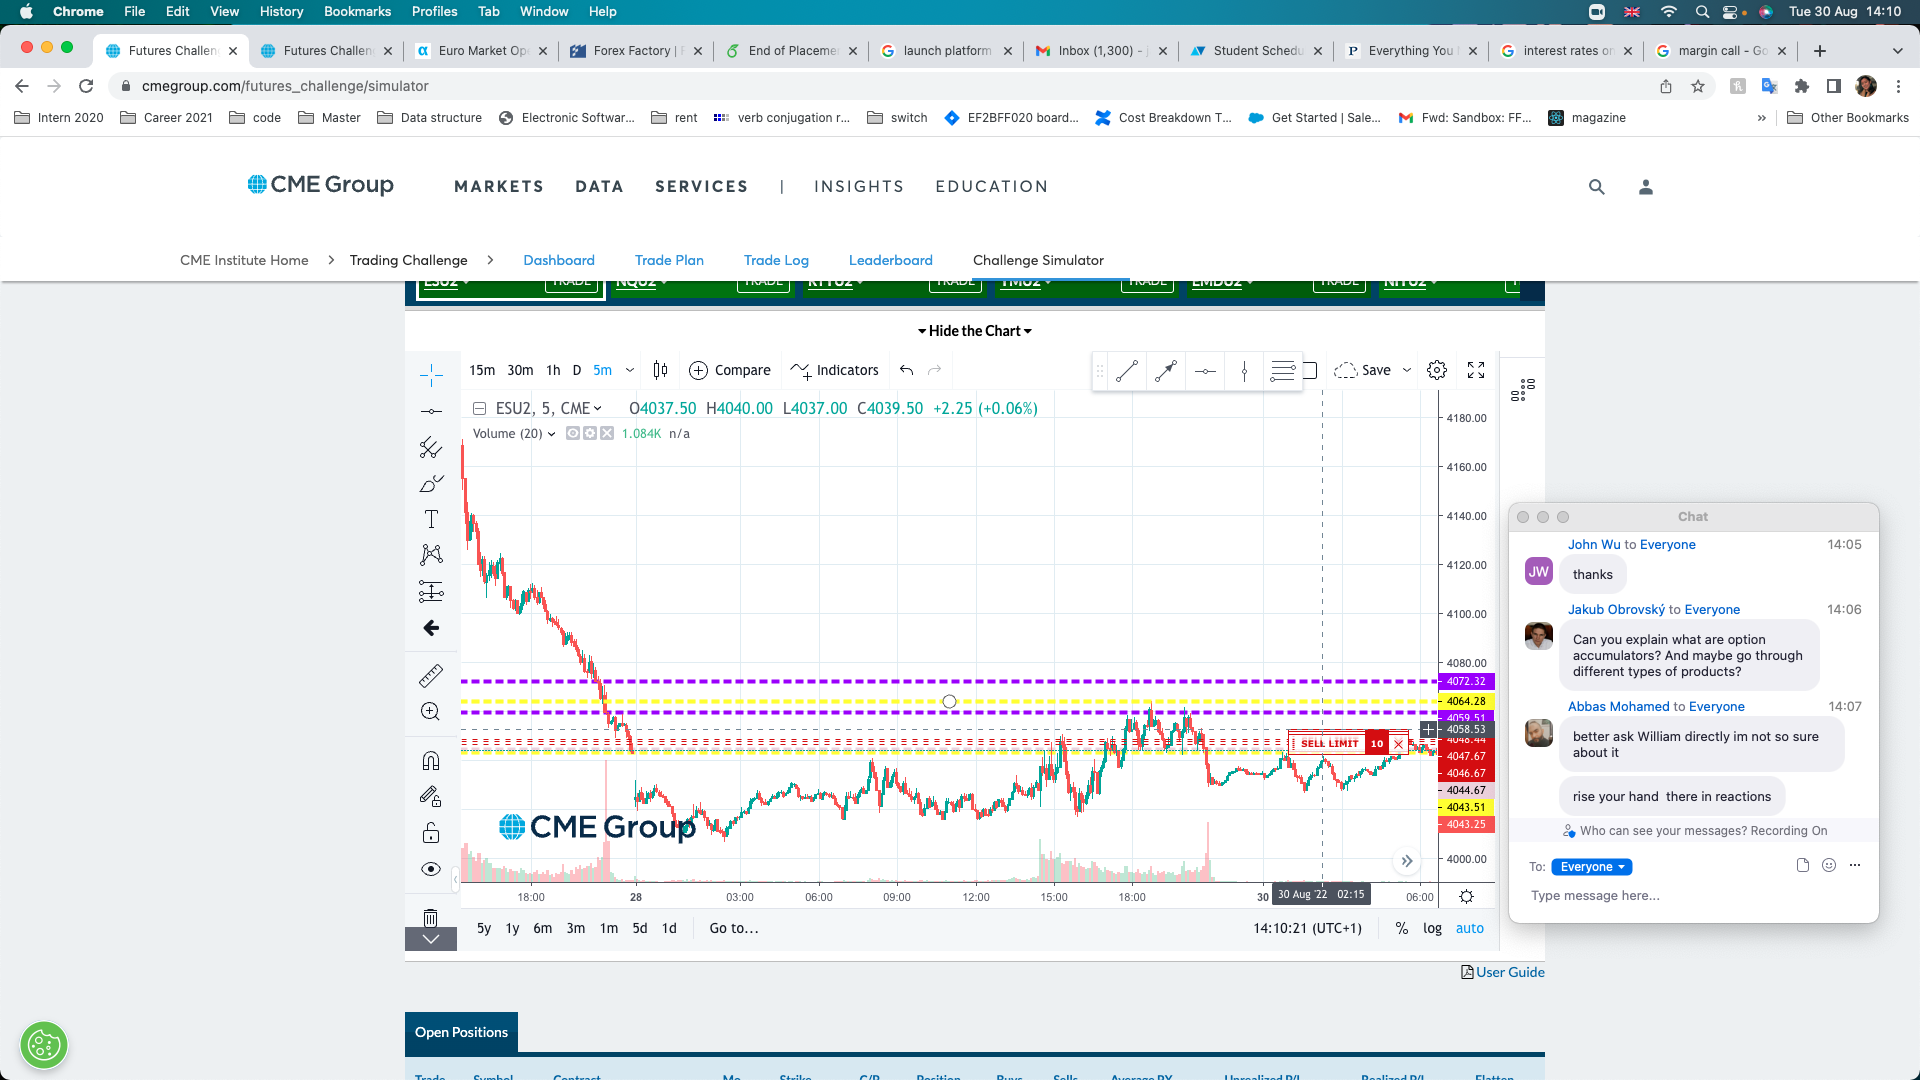 Chrome File Edit View History Bookmarks Profiles Tab Window Help Tue 30 Aug 14:10
Futures Challen Futures Challen Euro Market Op Forex Factory | End of Placeme launch platform Inbox (1,300) - Student Schedu Everything You interest rates on margin call - Go
cmegroup.com/futures_challenge/simulator
Intern 2020 Career 2021 code Master Data structure Electronic Softwar... rent verb conjugation r... switch EF2BFF020 board... Cost Breakdown T... Get Started | Sale... Fwd: Sandbox: FF... magazine » Other Bookmarks
CME Group MARKETS DATA SERVICES | INSIGHTS EDUCATION
CME Institute Home > Trading Challenge > Dashboard Trade Plan Trade Log Leaderboard Challenge Simulator
ESU2 TRADE NQU2 TRADE RTYU2 TRADE YMU2 TRADE EMDU2 TRADE NIYU2
Hide the Chart
15m 30m 1h D 5m Compare Indicators Save
ESU2, 5, CME O4037.50 H4040.00 L4037.00 C4039.50 +2.25 (+0.06%)
Volume (20) 1.084K n/a
4180.00
4160.00
4140.00
4120.00
4100.00
4080.00
4072.32
4064.28
4059.51
4058.53
4048.44
SELL LIMIT 10
4047.67
4046.67
4044.67
4043.51
4043.25
CME Group
4000.00
18:00 28 03:00 06:00 09:00 12:00 15:00 18:00 30 30 Aug '22 02:15 06:00
5y 1y 6m 3m 1m 5d 1d Go to... 14:10:21 (UTC+1) % log auto
User Guide
Open Positions
Trade Symbol Contract Mo Strike C/P Position Buys Sells Average PX Unrealized P/L Realized P/L Flatten
Chat
John Wu to Everyone 14:05
JW
thanks
Jakub Obrovský to Everyone 14:06
Can you explain what are option
accumulators? And maybe go through
different types of products?
Abbas Mohamed to Everyone 14:07
better ask William directly im not so sure
about it
rise your hand there in reactions
Who can see your messages? Recording On
To: Everyone
Type message here...